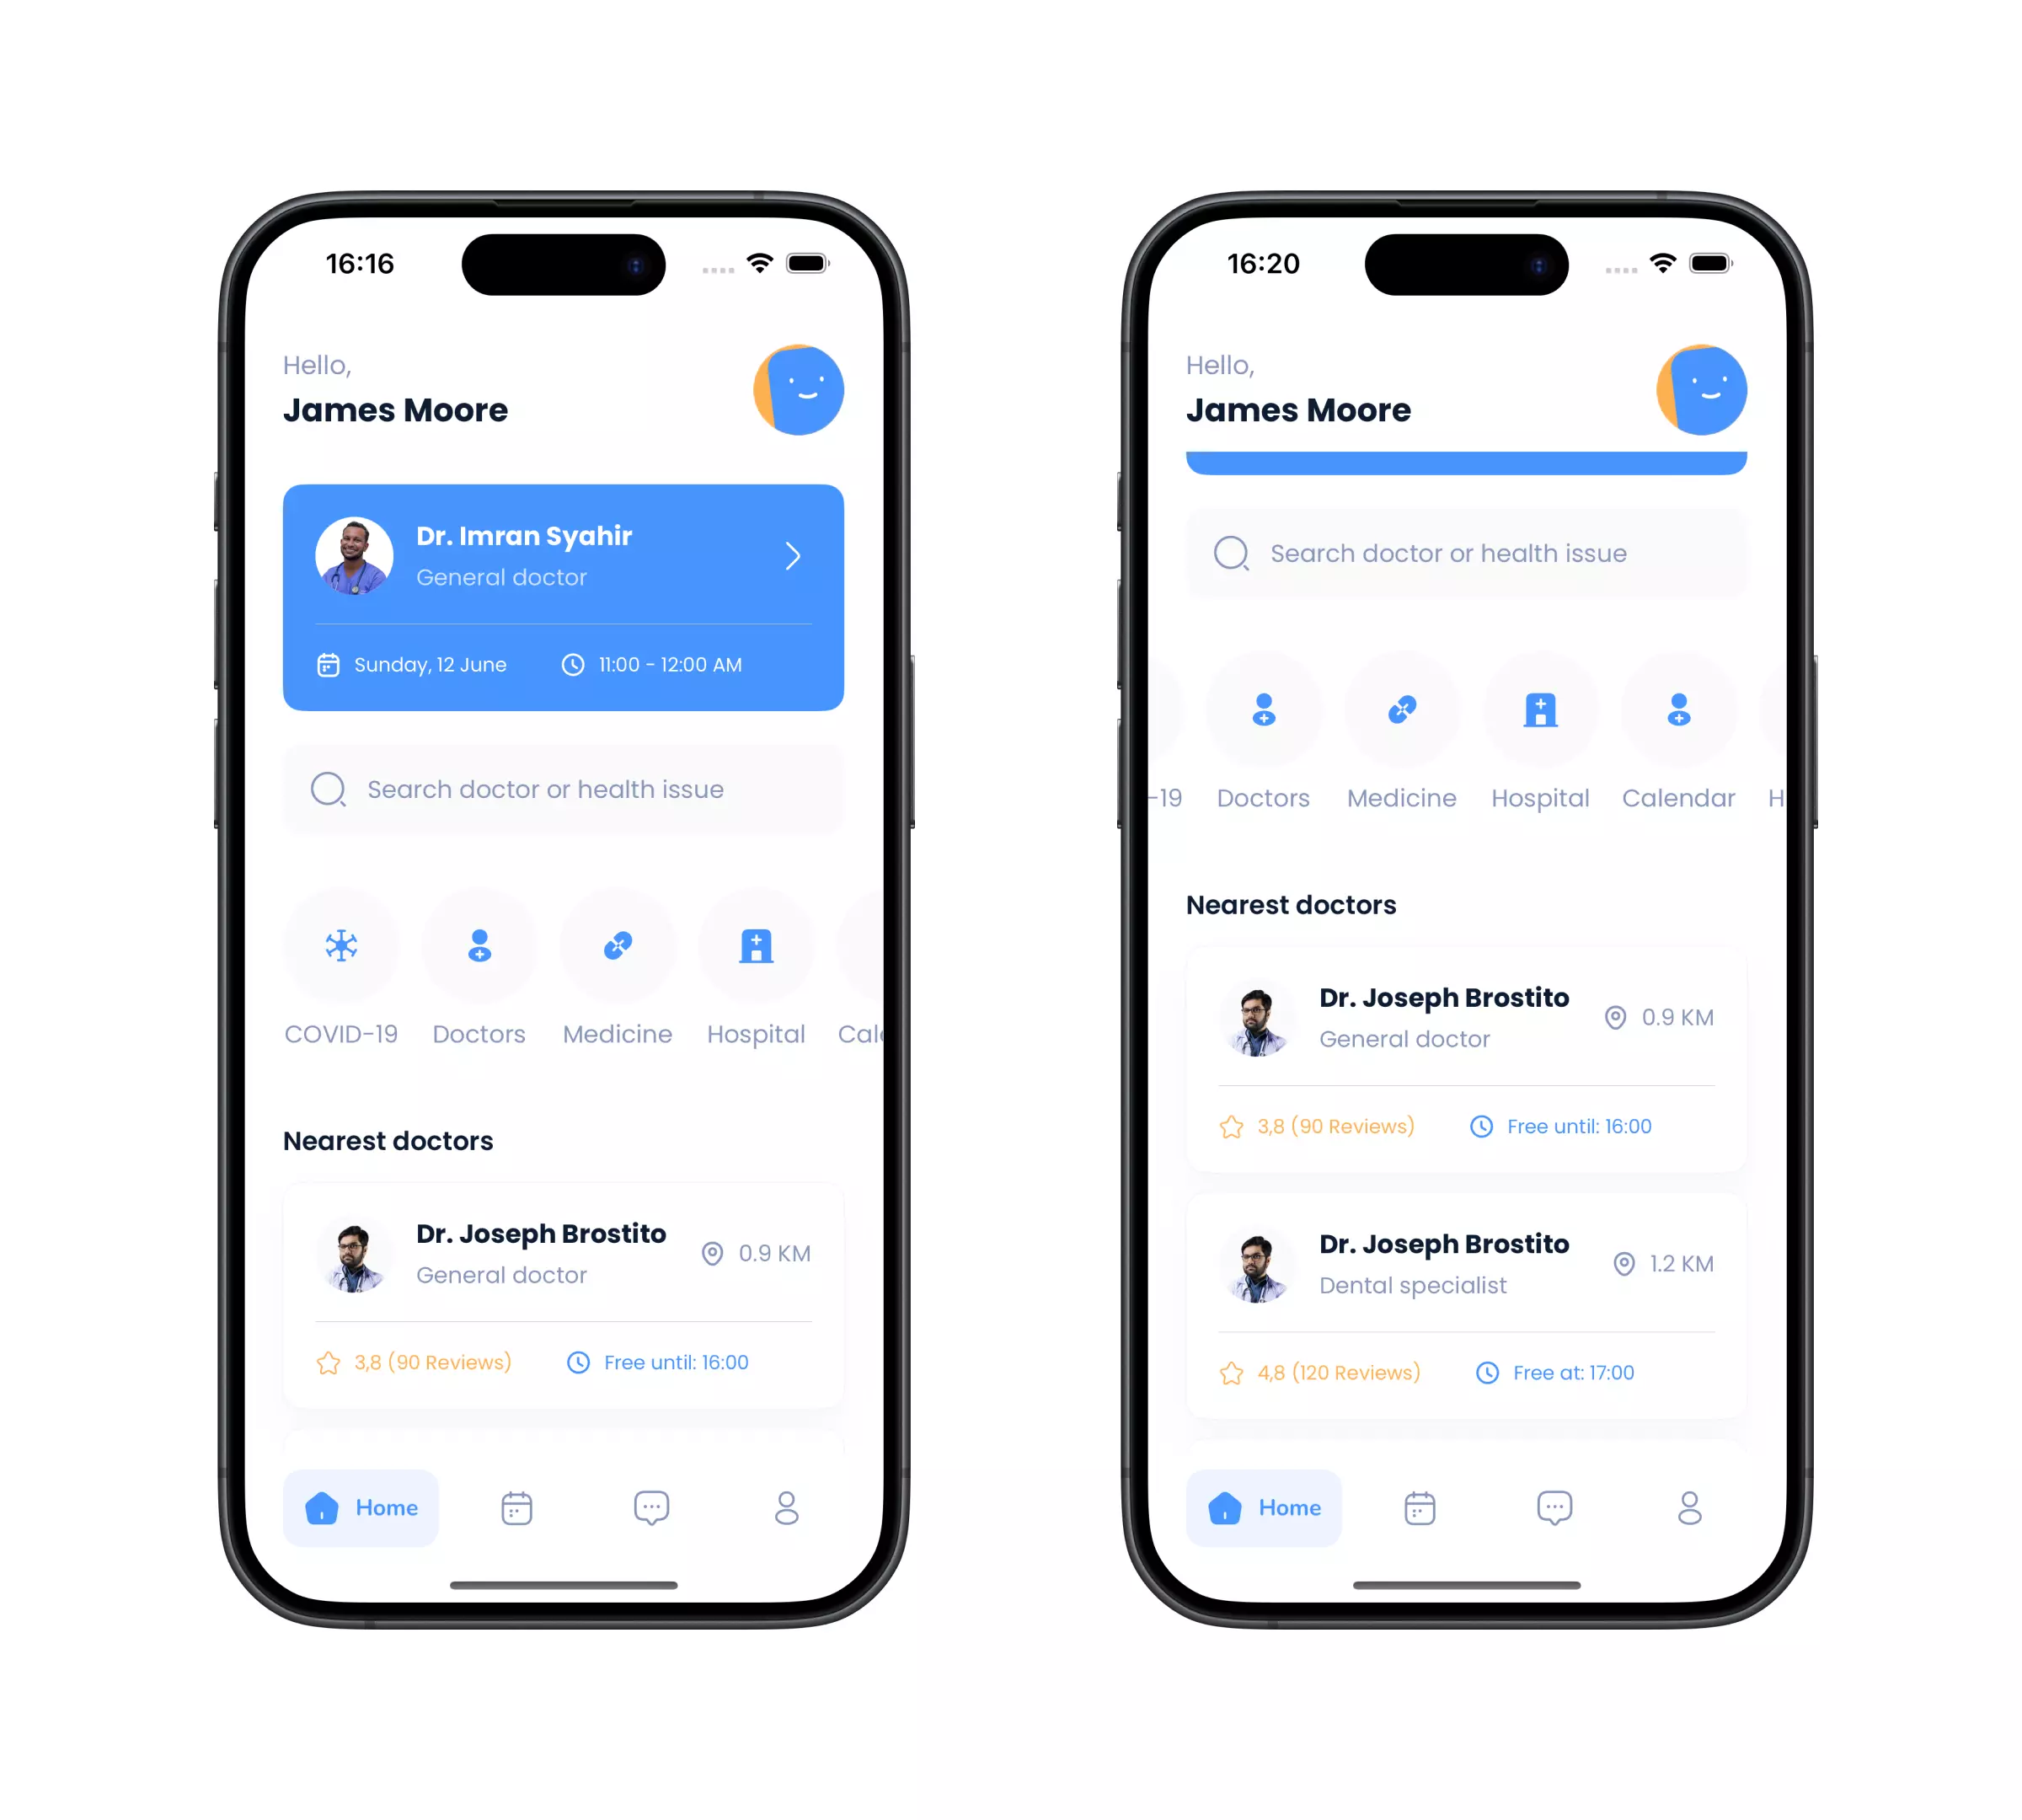 16:16
Hello,
James Moore
Dr. Imran Syahir
General doctor
Sunday, 12 June
11:00 - 12:00 AM
Search doctor or health issue
COVID-19 Doctors Medicine Hospital Cale
Nearest doctors
Dr. Joseph Brostito
General doctor
0.9 KM
3,8 (90 Reviews)
Free until: 16:00
Home
16:20
Hello,
James Moore
Search doctor or health issue
-19 Doctors Medicine Hospital Calendar H
Nearest doctors
Dr. Joseph Brostito
General doctor
0.9 KM
3,8 (90 Reviews)
Free until: 16:00
Dr. Joseph Brostito
Dental specialist
1.2 KM
4,8 (120 Reviews)
Free at: 17:00
Home